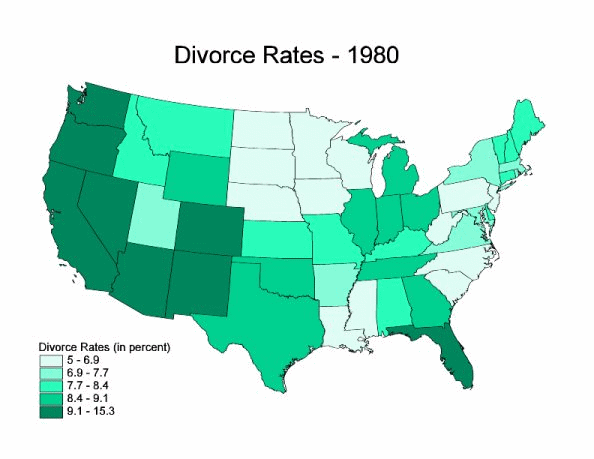 Divorce Rates - 1980
Divorce Rates (in percent)
5 - 6.9
6.9 - 7.7
7.7 - 8.4
8.4 - 9.1
9.1 - 15.3